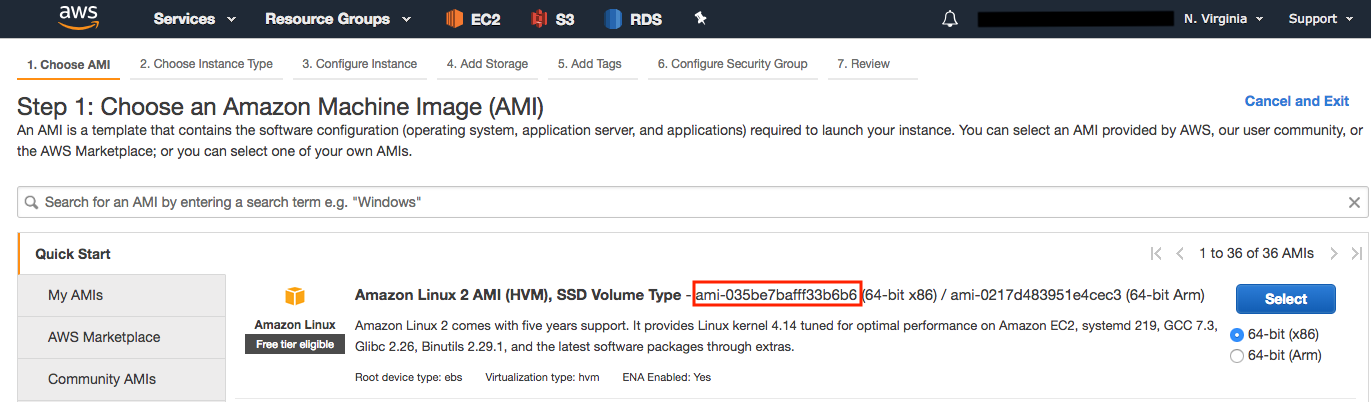 aws Services Resource Groups EC2 S3 RDS N. Virginia Support
1. Choose AMI 2. Choose Instance Type 3. Configure Instance 4. Add Storage 5. Add Tags 6. Configure Security Group 7. Review
Step 1: Choose an Amazon Machine Image (AMI)
Cancel and Exit
An AMI is a template that contains the software configuration (operating system, application server, and applications) required to launch your instance. You can select an AMI provided by AWS, our user community, or
the AWS Marketplace; or you can select one of your own AMIs.
Search for an AMI by entering a search term e.g. "Windows"
Quick Start
My AMIs
AWS Marketplace
Community AMIs
1 to 36 of 36 AMIs
Amazon Linux
Free tier eligible
Amazon Linux 2 AMI (HVM), SSD Volume Type - ami-035be7bafff33b6b6 (64-bit x86) / ami-0217d483951e4cec3 (64-bit Arm)
Amazon Linux 2 comes with five years support. It provides Linux kernel 4.14 tuned for optimal performance on Amazon EC2, systemd 219, GCC 7.3,
Glibc 2.26, Binutils 2.29.1, and the latest software packages through extras.
Root device type: ebs Virtualization type: hvm ENA Enabled: Yes
Select
64-bit (x86)
64-bit (Arm)